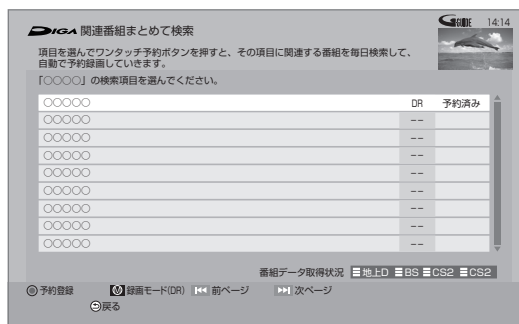 DIGA 関連番組まとめて検索
GGUIDE 14:14
項目を選んでワンタッチ予約ボタンを押すと、その項目に関連する番組を毎日検索して、
自動で予約録画していきます。
「○○○○」の検索項目を選んでください。
○○○○○ DR 予約済み
○○○○○ --
○○○○○ --
○○○○○ --
○○○○○ --
○○○○○ --
○○○○○ --
○○○○○ --
○○○○○ --
番組データ取得状況 地上D BS CS2 CS2
予約登録 録画モード(DR) 前ページ 次ページ
戻る